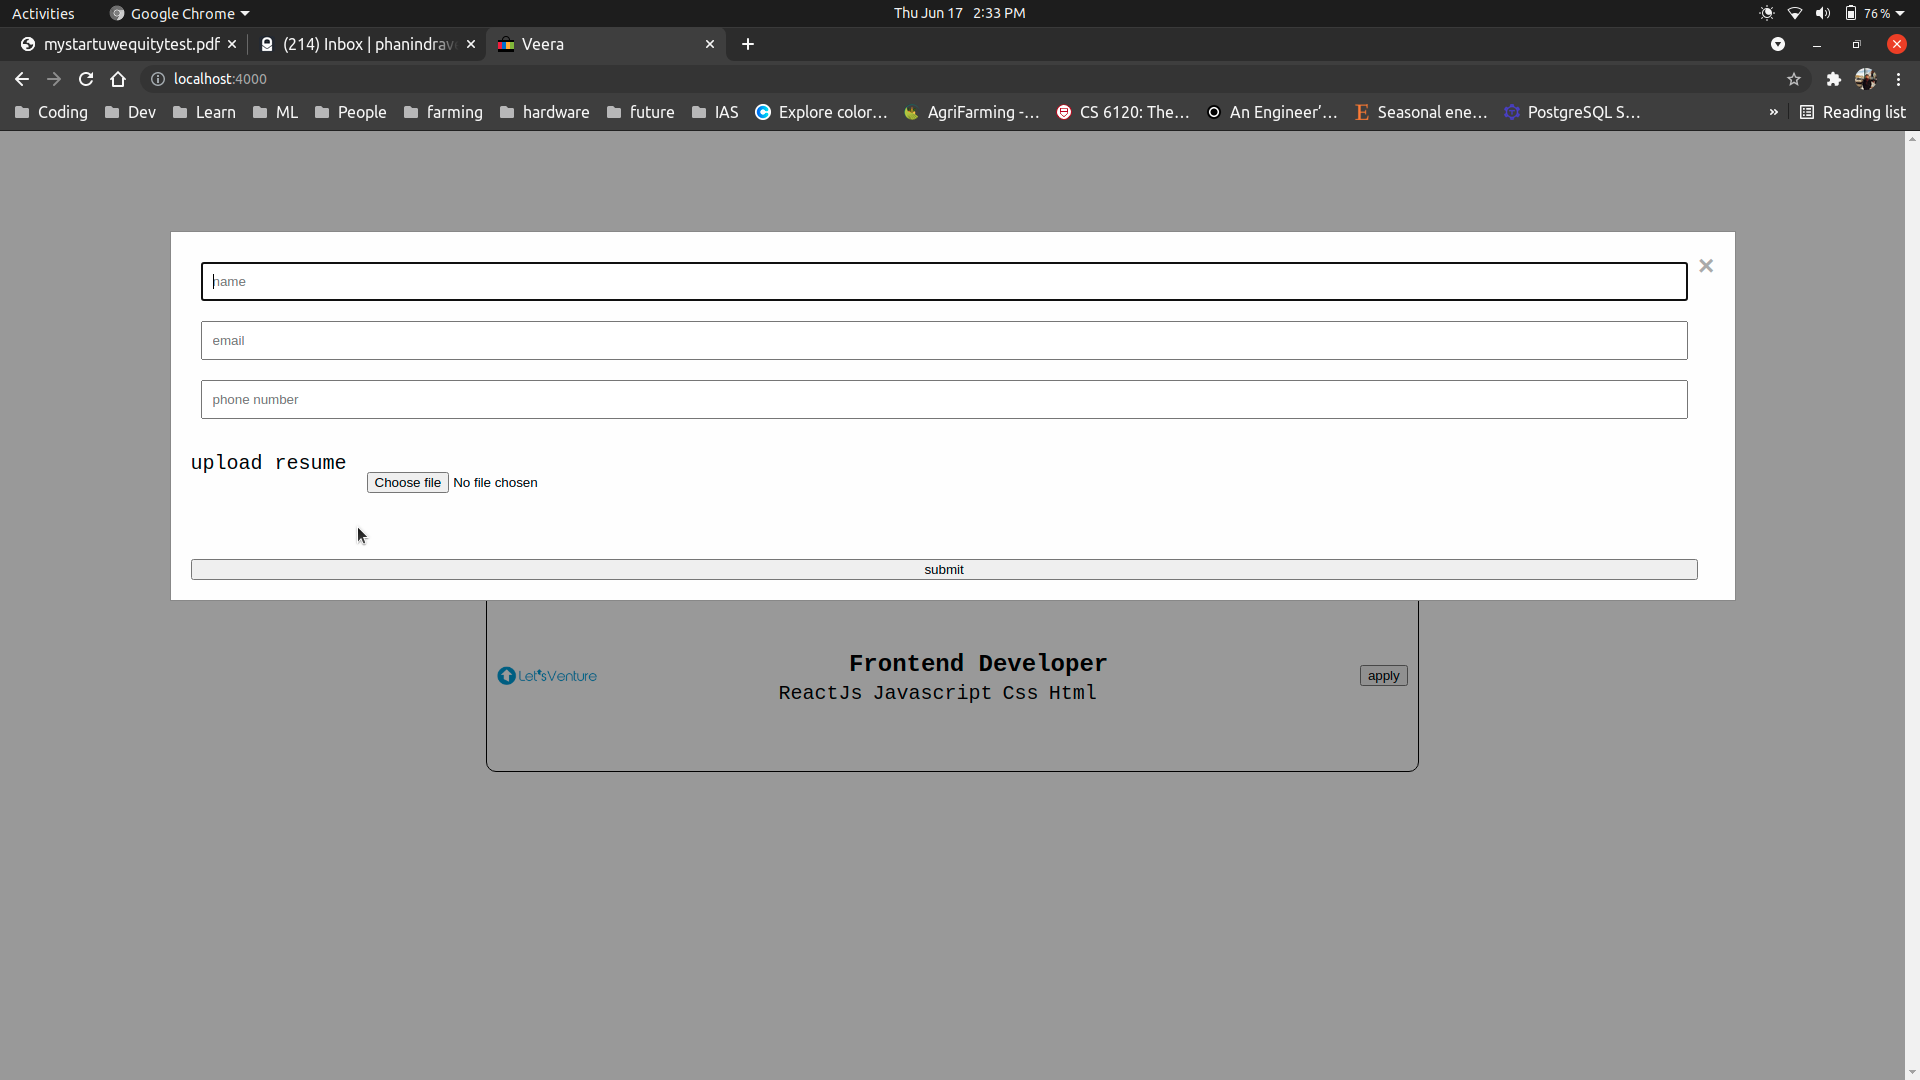 Activities Google Chrome Thu Jun 17 2:33 PM 76 %
mystartuwequitytest.pdf (214) Inbox | phanindrav Veera
localhost:4000
Coding Dev Learn ML People farming hardware future IAS Explore color… AgriFarming -… CS 6120: The… An Engineer’… Seasonal ene… PostgreSQL S… » Reading list
name
email
phone number
upload resume
Choose file No file chosen
submit
Frontend Developer
Let'sVenture apply
ReactJs Javascript Css Html